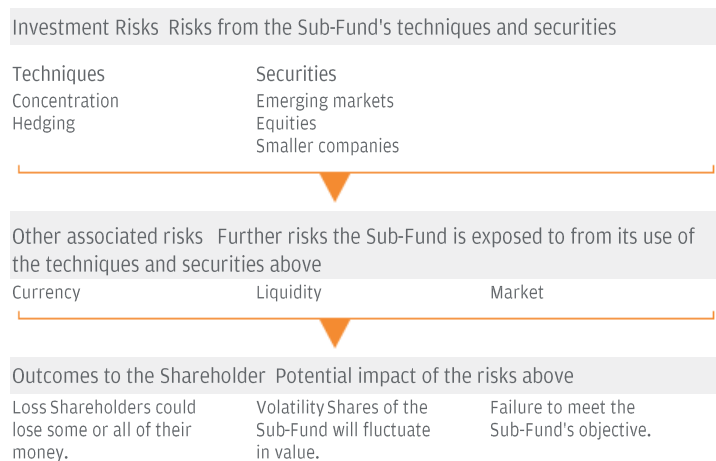 Investment Risks Risks from the Sub-Fund's techniques and securities
Techniques
Concentration
Hedging
Securities
Emerging markets
Equities
Smaller companies
Other associated risks Further risks the Sub-Fund is exposed to from its use of
the techniques and securities above
Currency
Liquidity
Market
Outcomes to the Shareholder Potential impact of the risks above
Loss Shareholders could
lose some or all of their
money.
Volatility Shares of the
Sub-Fund will fluctuate
in value.
Failure to meet the
Sub-Fund's objective.